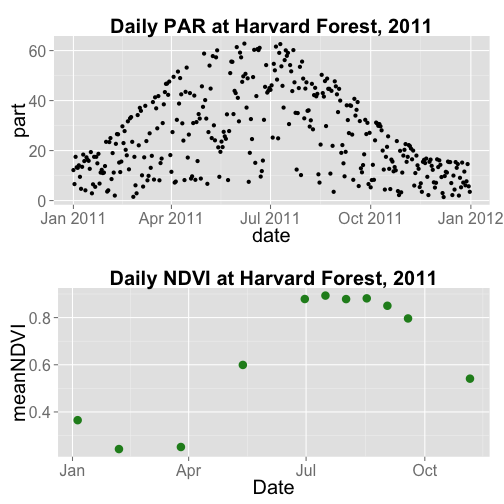 Daily PAR at Harvard Forest, 2011
part
60
40
20
0
Jan 2011 Apr 2011 Jul 2011 Oct 2011 Jan 2012
date
Daily NDVI at Harvard Forest, 2011
meanNDVI
0.8
0.6
0.4
Jan Apr Jul Oct
Date